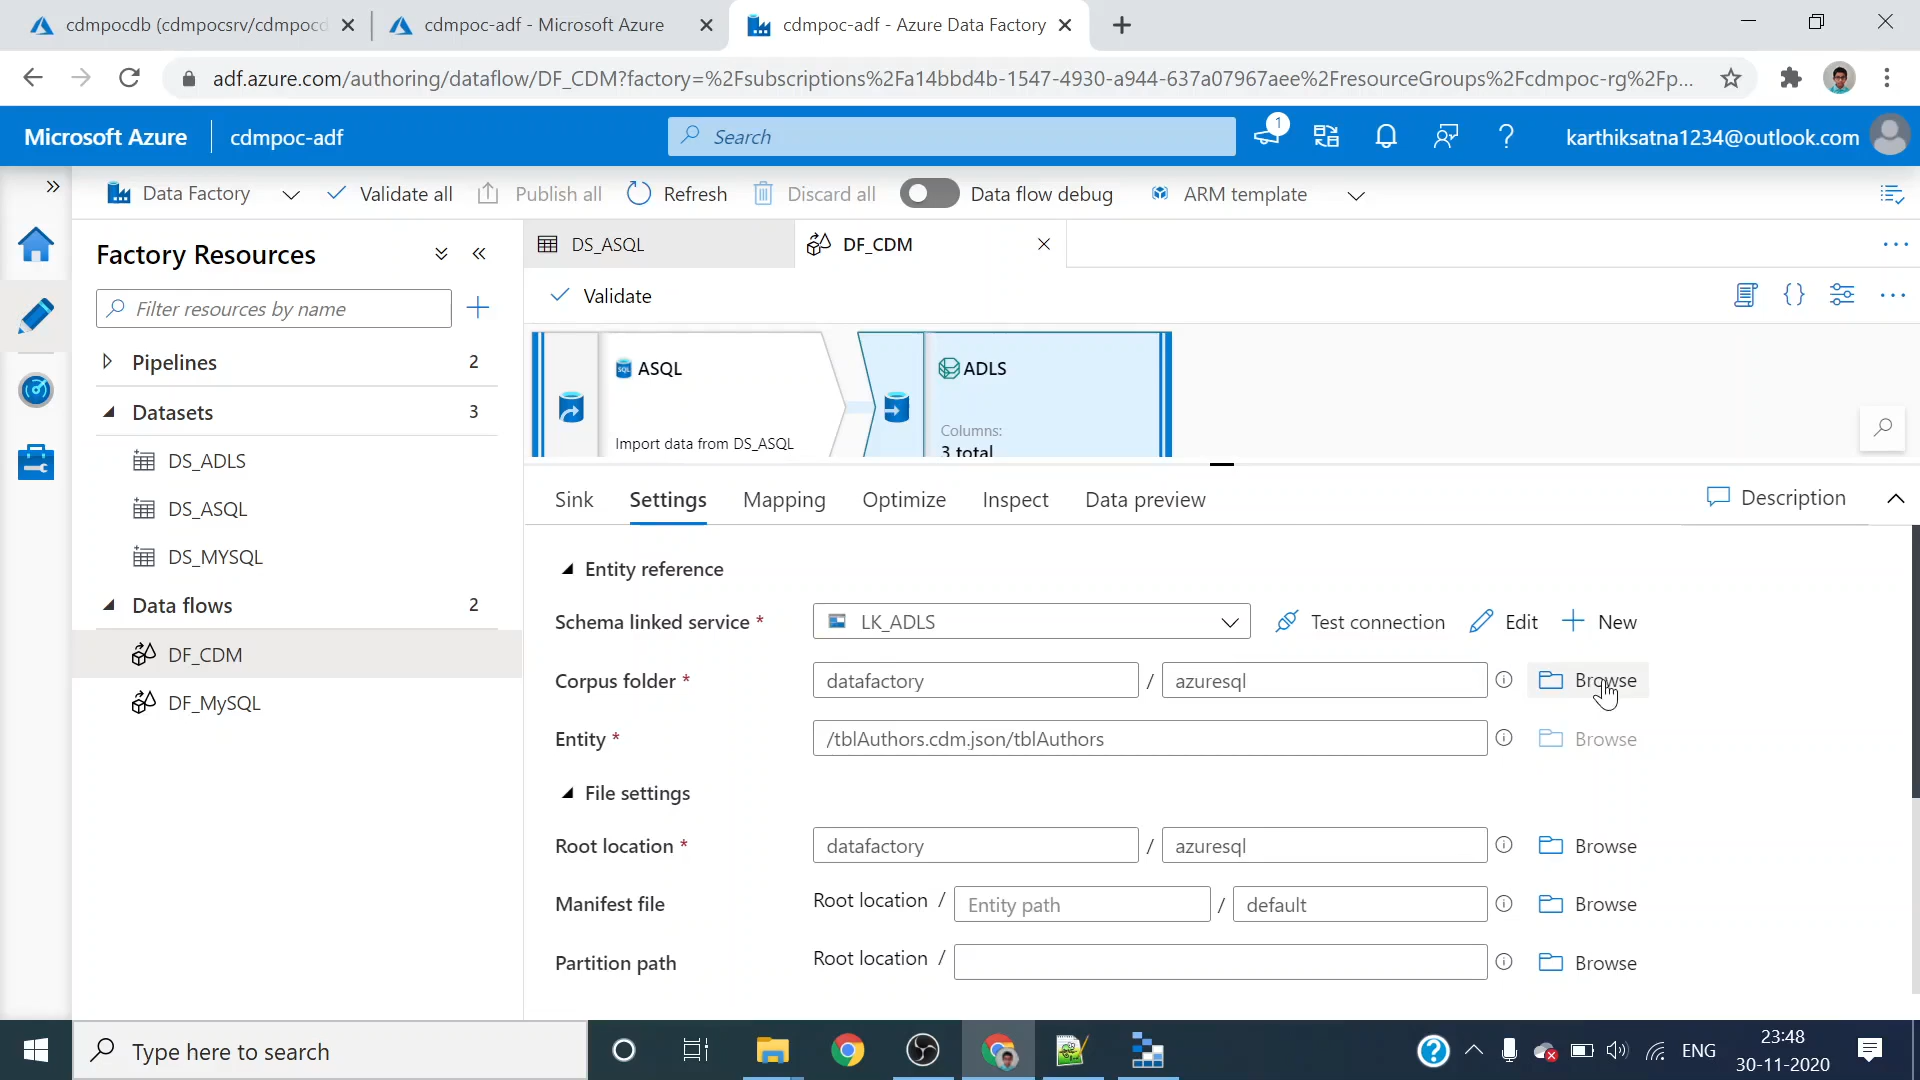 cdmpocdb (cdmpocsrv/cdmpocd
cdmpoc-adf - Microsoft Azure
cdmpoc-adf - Azure Data Factory
adf.azure.com/authoring/dataflow/DF_CDM?factory=%2Fsubscriptions%2Fa14bbd4b-1547-4930-a944-637a07967aee%2FresourceGroups%2Fcdmpoc-rg%2Fp...
Microsoft Azure
cdmpoc-adf
Search
1
karthiksatna1234@outlook.com
Data Factory
Validate all
Publish all
Refresh
Discard all
Data flow debug
ARM template
Factory Resources
Filter resources by name
Pipelines 2
Datasets 3
DS_ADLS
DS_ASQL
DS_MYSQL
Data flows 2
DF_CDM
DF_MySQL
DS_ASQL
DF_CDM
Validate
SQL ASQL
Import data from DS_ASQL
ADLS
Columns:
3 total
Sink Settings Mapping Optimize Inspect Data preview
Description
Entity reference
Schema linked service * LK_ADLS Test connection Edit New
Corpus folder * datafactory / azuresql Browse
Entity * /tblAuthors.cdm.json/tblAuthors Browse
File settings
Root location * datafactory / azuresql Browse
Manifest file Root location / Entity path / default Browse
Partition path Root location / Browse
Type here to search
ENG
23:48
30-11-2020